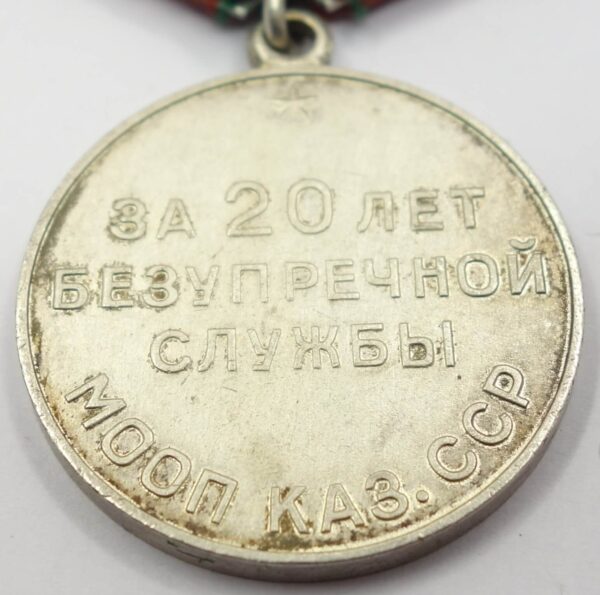 ЗА 20 ЛЕТ
БЕЗУПРЕЧНОЙ
СЛУЖБЫ
МООП КАЗ. ССР